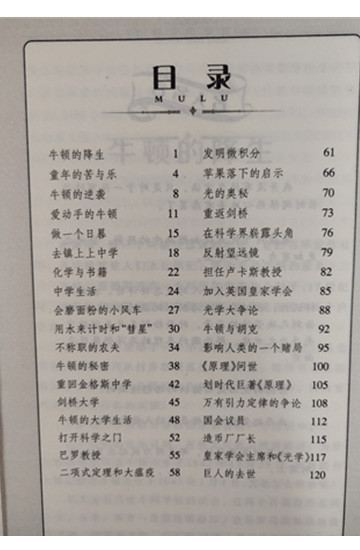 目录
MULU
牛顿的降生 1
童年的苦与乐 4
牛顿的逆袭 8
爱动手的牛顿 11
做一个日晷 15
去镇上上中学 18
化学与书籍 22
中学生活 24
会磨面粉的小风车 27
用水来计时和“彗星” 30
不称职的农夫 34
牛顿的秘密 38
重回金格斯中学 42
剑桥大学 45
牛顿的大学生活 48
打开科学之门 52
巴罗教授 55
二项式定理和大瘟疫 58
发明微积分 61
苹果落下的启示 66
光的奥秘 70
重返剑桥 73
在科学界崭露头角 76
反射望远镜 79
担任卢卡斯教授 82
加入英国皇家学会 85
光学大争论 88
牛顿与胡克 92
影响人类的一个赌局 95
《原理》问世 100
划时代巨著《原理》 105
万有引力定律的争论 108
国会议员 112
造币厂厂长 115
皇家学会主席和《光学》117
巨人的去世 120